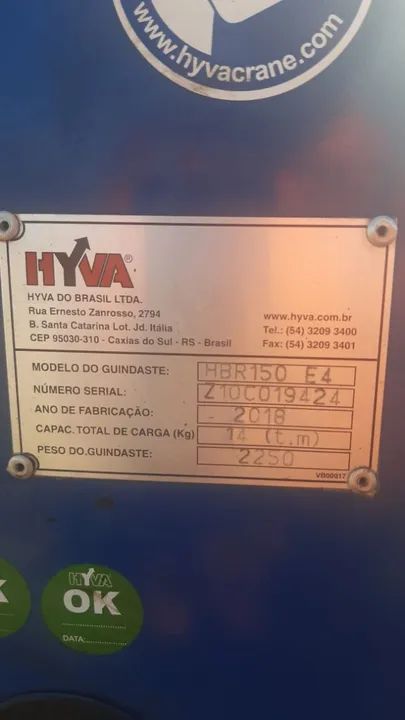 www.hyvacrane.com
HYVA®
HYVA DO BRASIL LTDA.
Rua Ernesto Zanrosso, 2794
B. Santa Catarina Lot. Jd. Itália
CEP 95030-310 - Caxias do Sul - RS - Brasil
www.hyva.com.br
Tel.: (54) 3209 3400
Fax: (54) 3209 3401
MODELO DO GUINDASTE: HBR150 E4
NÚMERO SERIAL: Z10C019424
ANO DE FABRICAÇÃO: - 2018
CAPAC. TOTAL DE CARGA (Kg) 14 (t.m)
PESO DO.GUINDASTE: 2250
VB00017
HYVA
OK
DATA:
K